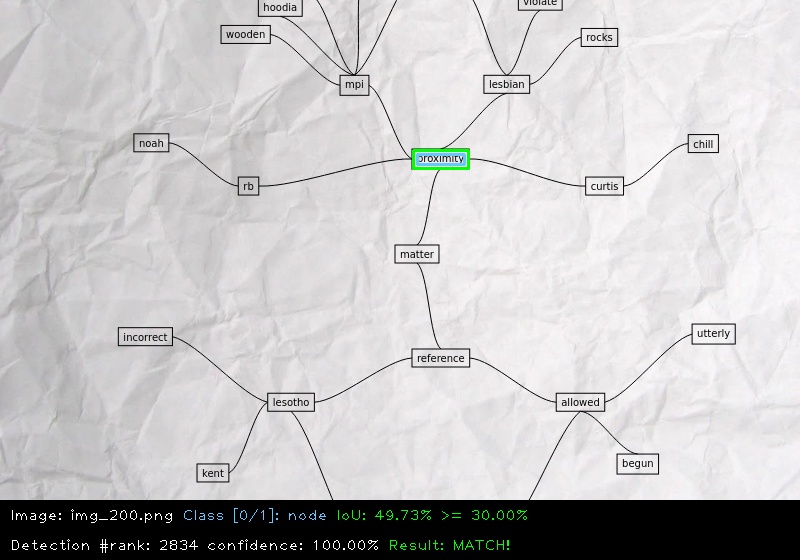 violate
hoodia
wooden
rocks
mpi
lesbian
noah
chill
proximity
rb
curtis
matter
incorrect
utterly
reference
lesotho
allowed
kent
begun
Image: img_200.png Class [0/1]: node IoU: 49.73% >= 30.00%
Detection #rank: 2834 confidence: 100.00% Result: MATCH!